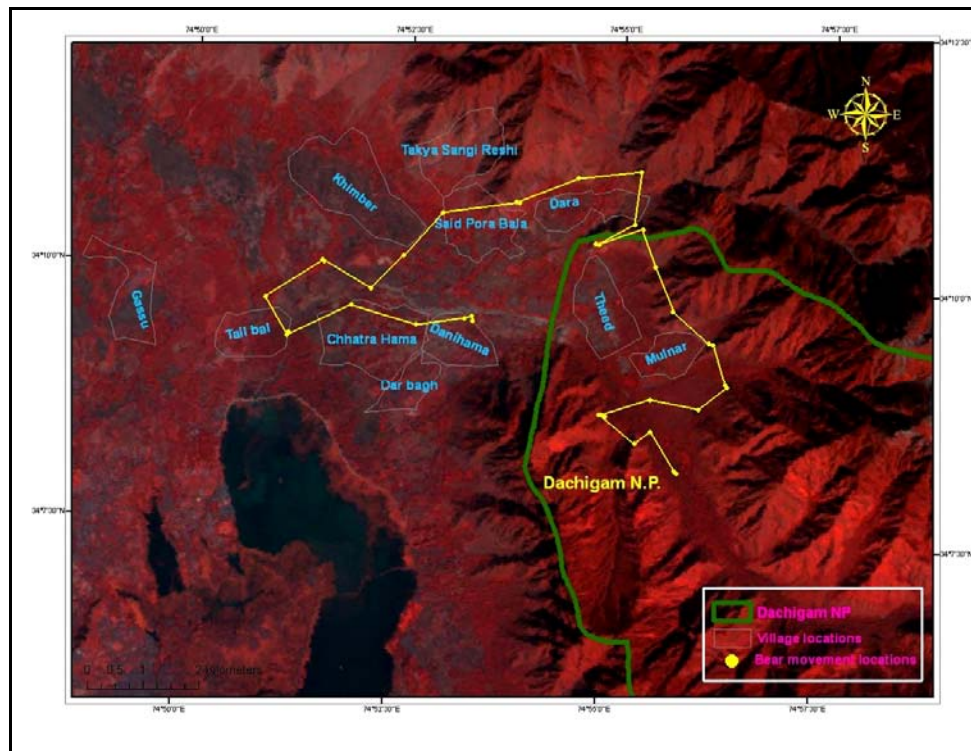 74°50'0"E 74°52'30"E 74°55'0"E 74°57'30"E
34°12'30"N
N
W E
S
Takya Sangi Reshi
Khimber
Dara
Said Pora Bala
34°10'0"N
34°10'0"N
Gassu
Tail bal
Chhatra Hama
Danihama
Theed
Mulnar
Dar bagh
Dachigam N.P.
34°7'30"N
34°7'30"N
Dachigam NP
Village locations
Bear movement locations
0 0.5 1 2 Kilometers
74°50'0"E 74°52'30"E 74°55'0"E 74°57'30"E